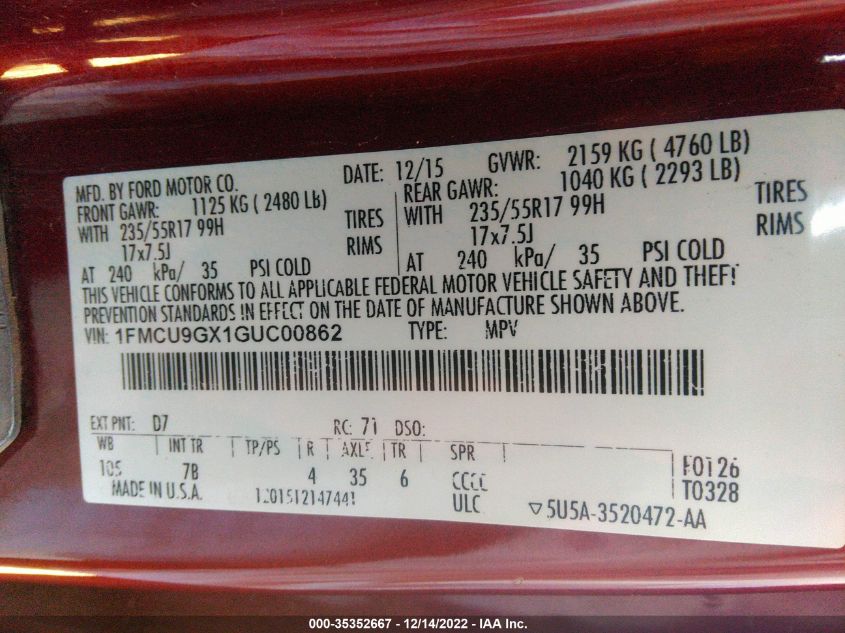 MFD. BY FORD MOTOR CO. DATE: 12/15 GVWR: 2159 KG ( 4760 LB)
FRONT GAWR: 1125 KG ( 2480 LB) REAR GAWR: 1040 KG ( 2293 LB)
WITH 235/55R17 99H TIRES WITH 235/55R17 99H TIRES
17x7.5J RIMS 17x7.5J RIMS
AT 240 kPa/ 35 PSI COLD AT 240 kPa/ 35 PSI COLD
THIS VEHICLE CONFORMS TO ALL APPLICABLE FEDERAL MOTOR VEHICLE SAFETY AND THEFT
PREVENTION STANDARDS IN EFFECT ON THE DATE OF MANUFACTURE SHOWN ABOVE.
VIN: 1FMCU9GX1GUC00862 TYPE: MPV
EXT PNT: D7 RC: 71 DSO:
WB INT TR TP/PS R AXLE TR SPR
105 7B 4 35 6 F0126
MADE IN U.S.A. ULC T0328
5U5A-3520472-AA
000-35352667 - 12/14/2022 - IAA Inc.